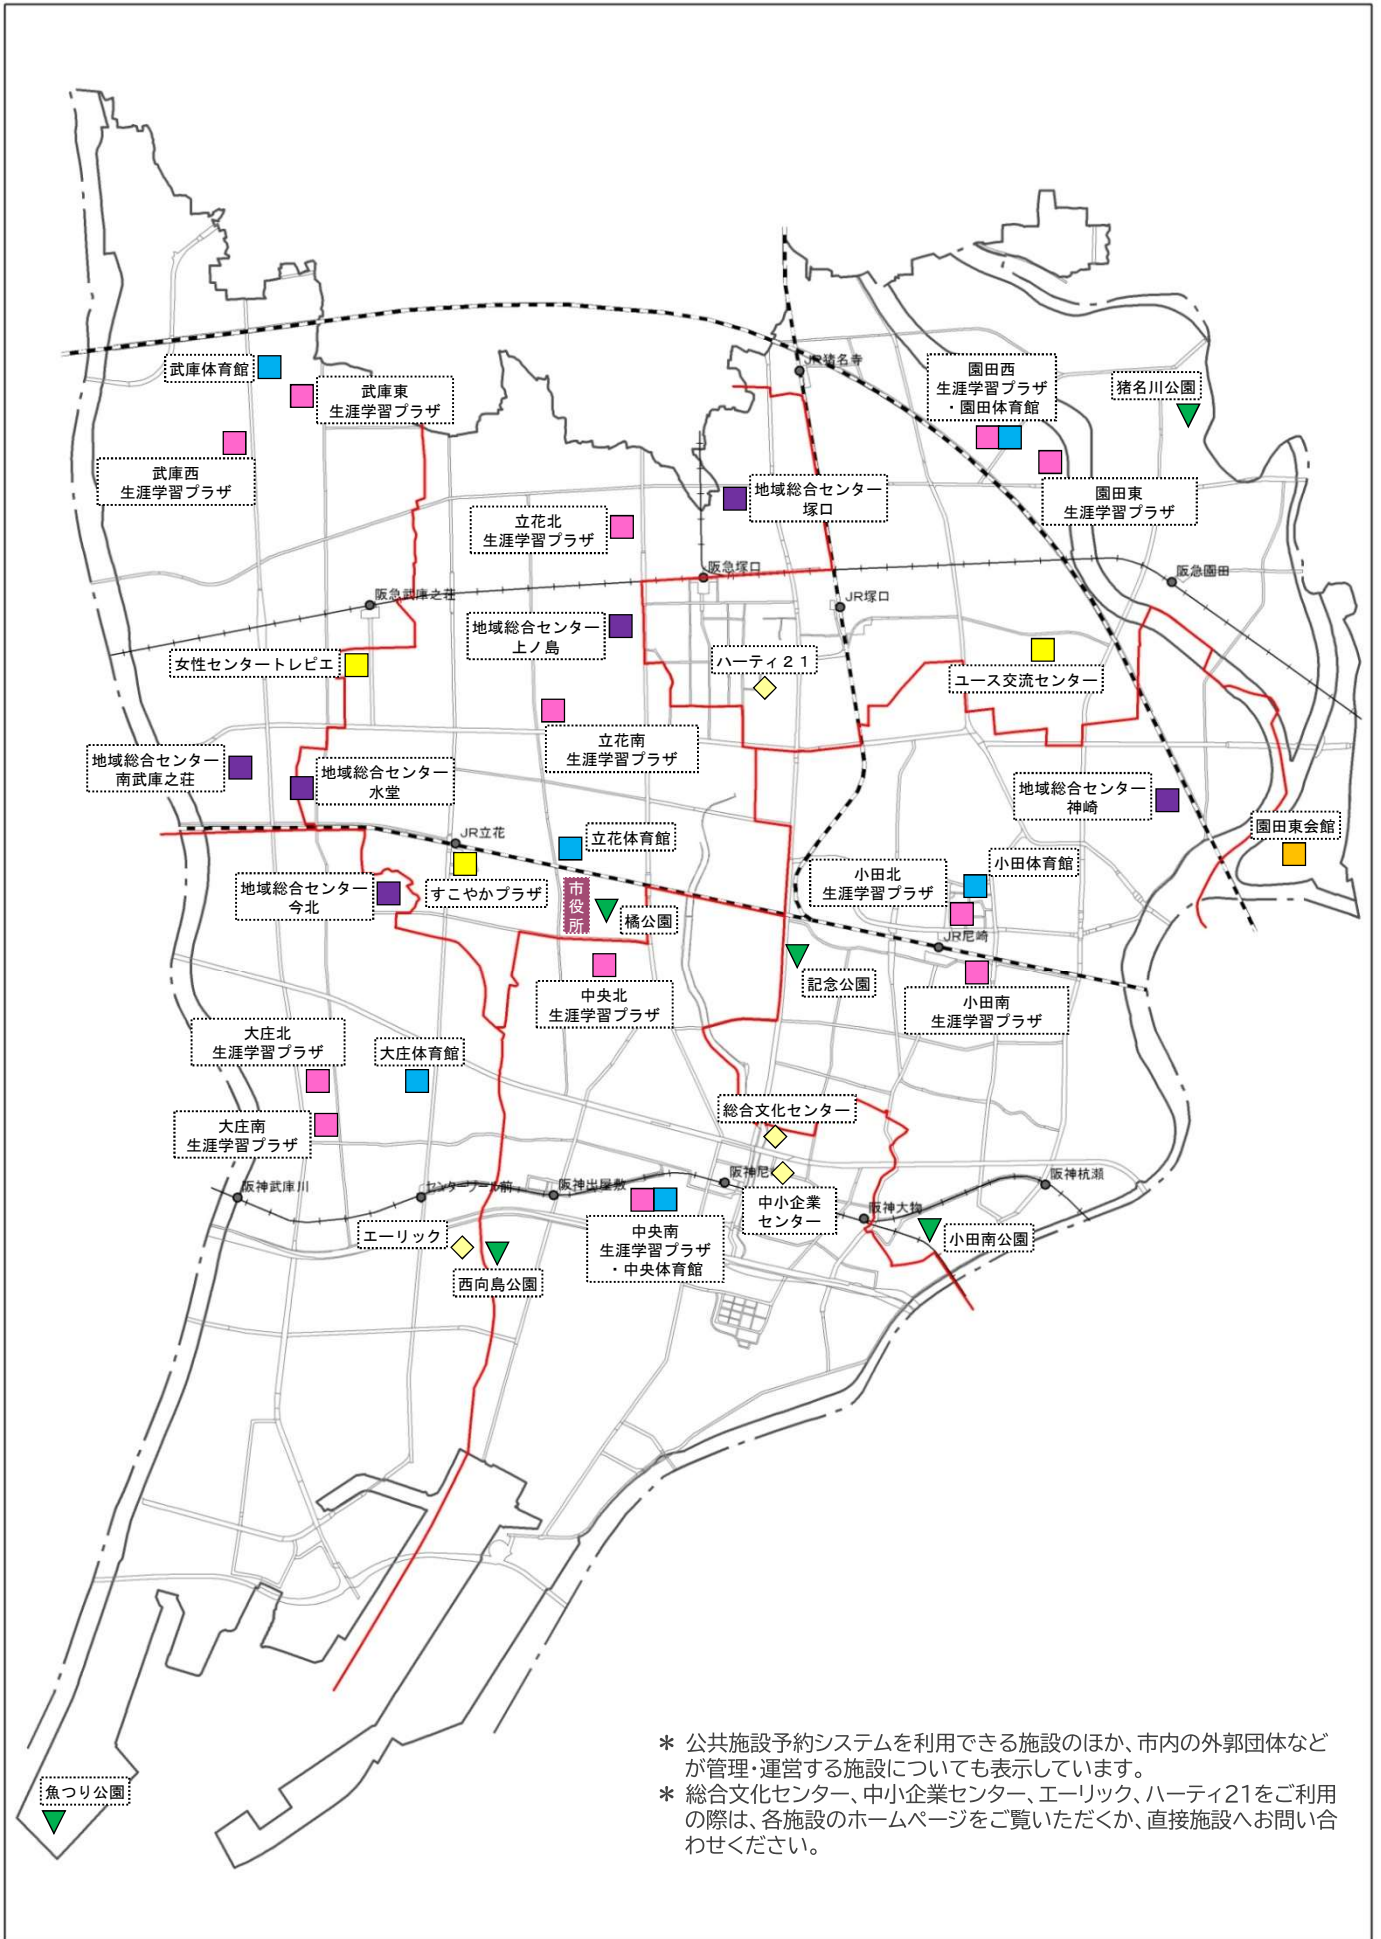 JR猪名寺
武庫体育館
武庫東
生涯学習プラザ
園田西
生涯学習プラザ
・園田体育館
猪名川公園
武庫西
生涯学習プラザ
地域総合センター
塚口
園田東
生涯学習プラザ
立花北
生涯学習プラザ
阪急塚口
阪急園田
阪急武庫之荘
JR塚口
地域総合センター
上ノ島
女性センタートレピエ
ハーティ２１
ユース交流センター
立花南
生涯学習プラザ
地域総合センター
南武庫之荘
地域総合センター
水堂
地域総合センター
神崎
園田東会館
JR立花
立花体育館
小田北
生涯学習プラザ
小田体育館
すこやかプラザ
地域総合センター
今北
市役所
橘公園
JR尼崎
記念公園
中央北
生涯学習プラザ
小田南
生涯学習プラザ
大庄北
生涯学習プラザ
大庄体育館
総合文化センター
大庄南
生涯学習プラザ
阪神武庫川
センタープール前
阪神出屋敷
阪神尼
阪神杭瀬
中小企業
センター
阪神大物
エーリック
中央南
生涯学習プラザ
・中央体育館
小田南公園
西向島公園
魚つり公園
＊ 公共施設予約システムを利用できる施設のほか、市内の外郭団体など
が管理・運営する施設についても表示しています。
＊ 総合文化センター、中小企業センター、エーリック、ハーティ21をご利用
の際は、各施設のホームページをご覧いただくか、直接施設へお問い合
わせください。